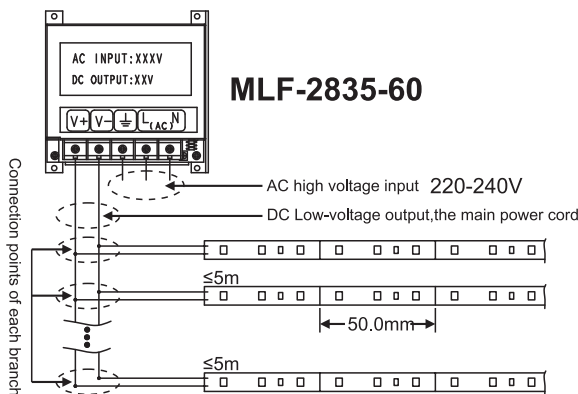 AC INPUT:XXXV
DC OUTPUT:XXV
V+ V- L(AC)N
MLF-2835-60
AC high voltage input 220-240V
DC Low-voltage output,the main power cord
Connection points of each branch
≤5m
50.0mm
≤5m